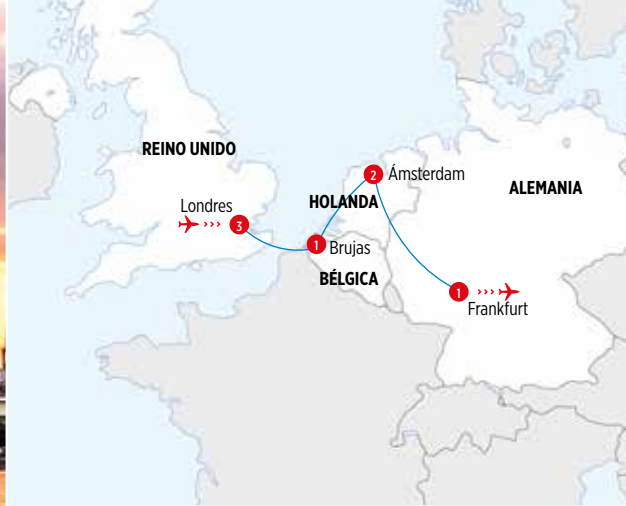 REINO UNIDO
2 Ámsterdam
ALEMANIA
Londres
HOLANDA
3
1 Brujas
BÉLGICA
1
Frankfurt